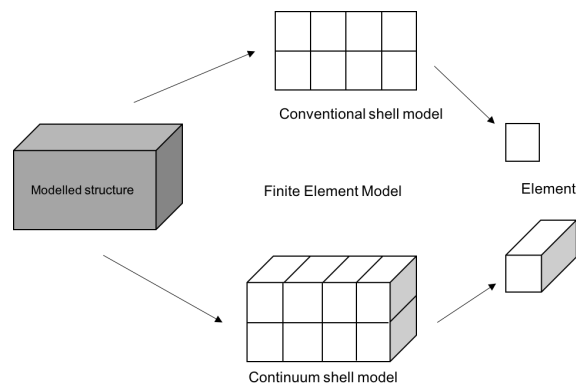 Conventional shell model
Modelled structure
Finite Element Model
Element
Continuum shell model